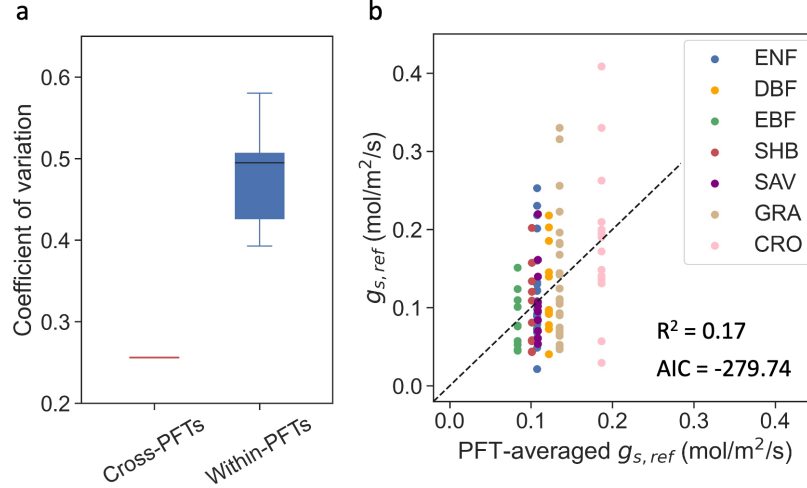 a
Coefficient of variation
0.6
0.5
0.4
0.3
0.2
Cross-PFTs
Within-PFTs
b
g_{s,ref} (mol/m²/s)
0.4
0.3
0.2
0.1
0.0
0.0
0.1
0.2
0.3
0.4
PFT-averaged g_{s,ref} (mol/m²/s)
ENF
DBF
EBF
SHB
SAV
GRA
CRO
R² = 0.17
AIC = -279.74